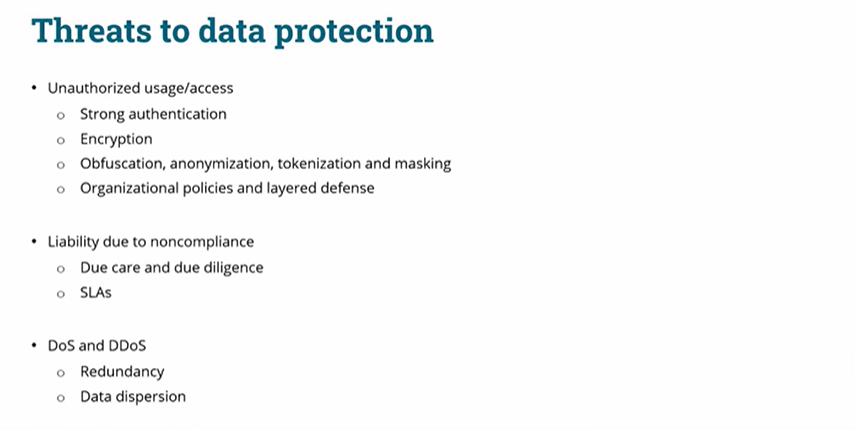 Threats to data protection
• Unauthorized usage/access
o Strong authentication
o Encryption
o Obfuscation, anonymization, tokenization and masking
o Organizational policies and layered defense
• Liability due to noncompliance
o Due care and due diligence
o SLAs
• DoS and DDoS
o Redundancy
o Data dispersion